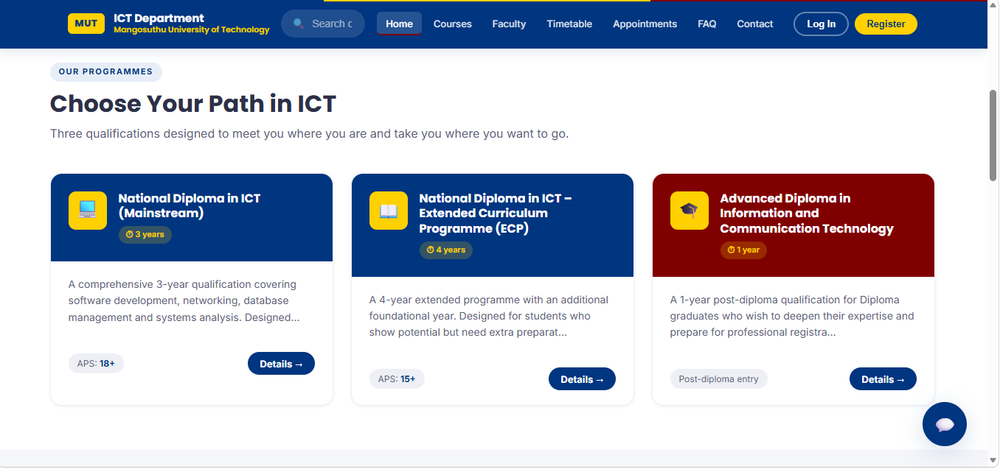 MUT
ICT Department
Mangosuthu University of Technology
Search c
Home
Courses
Faculty
Timetable
Appointments
FAQ
Contact
Log In
Register
OUR PROGRAMMES
Choose Your Path in ICT
Three qualifications designed to meet you where you are and take you where you want to go.
National Diploma in ICT
(Mainstream)
3 years
A comprehensive 3-year qualification covering
software development, networking, database
management and systems analysis. Designed...
APS: 18+
Details →
National Diploma in ICT –
Extended Curriculum
Programme (ECP)
4 years
A 4-year extended programme with an additional
foundational year. Designed for students who
show potential but need extra preparat...
APS: 15+
Details →
Advanced Diploma in
Information and
Communication Technology
1 year
A 1-year post-diploma qualification for Diploma
graduates who wish to deepen their expertise and
prepare for professional registra...
Post-diploma entry
Details →